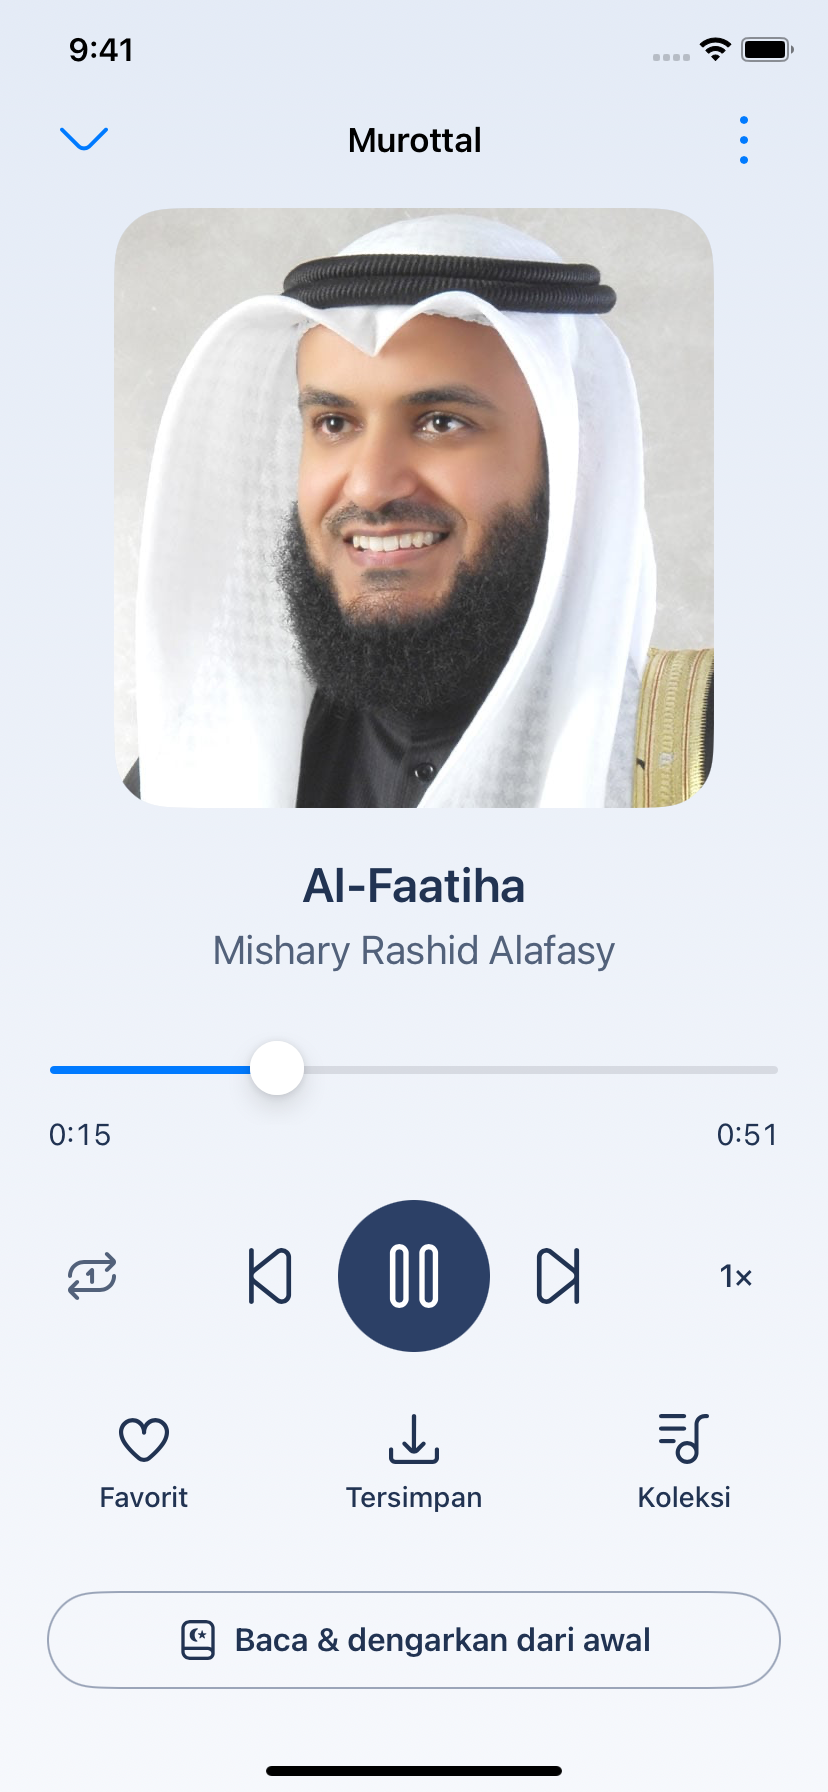 9:41
Murottal
Al-Faatiha
Mishary Rashid Alafasy
0:15 0:51
1 1×
Favorit Tersimpan Koleksi
Baca & dengarkan dari awal